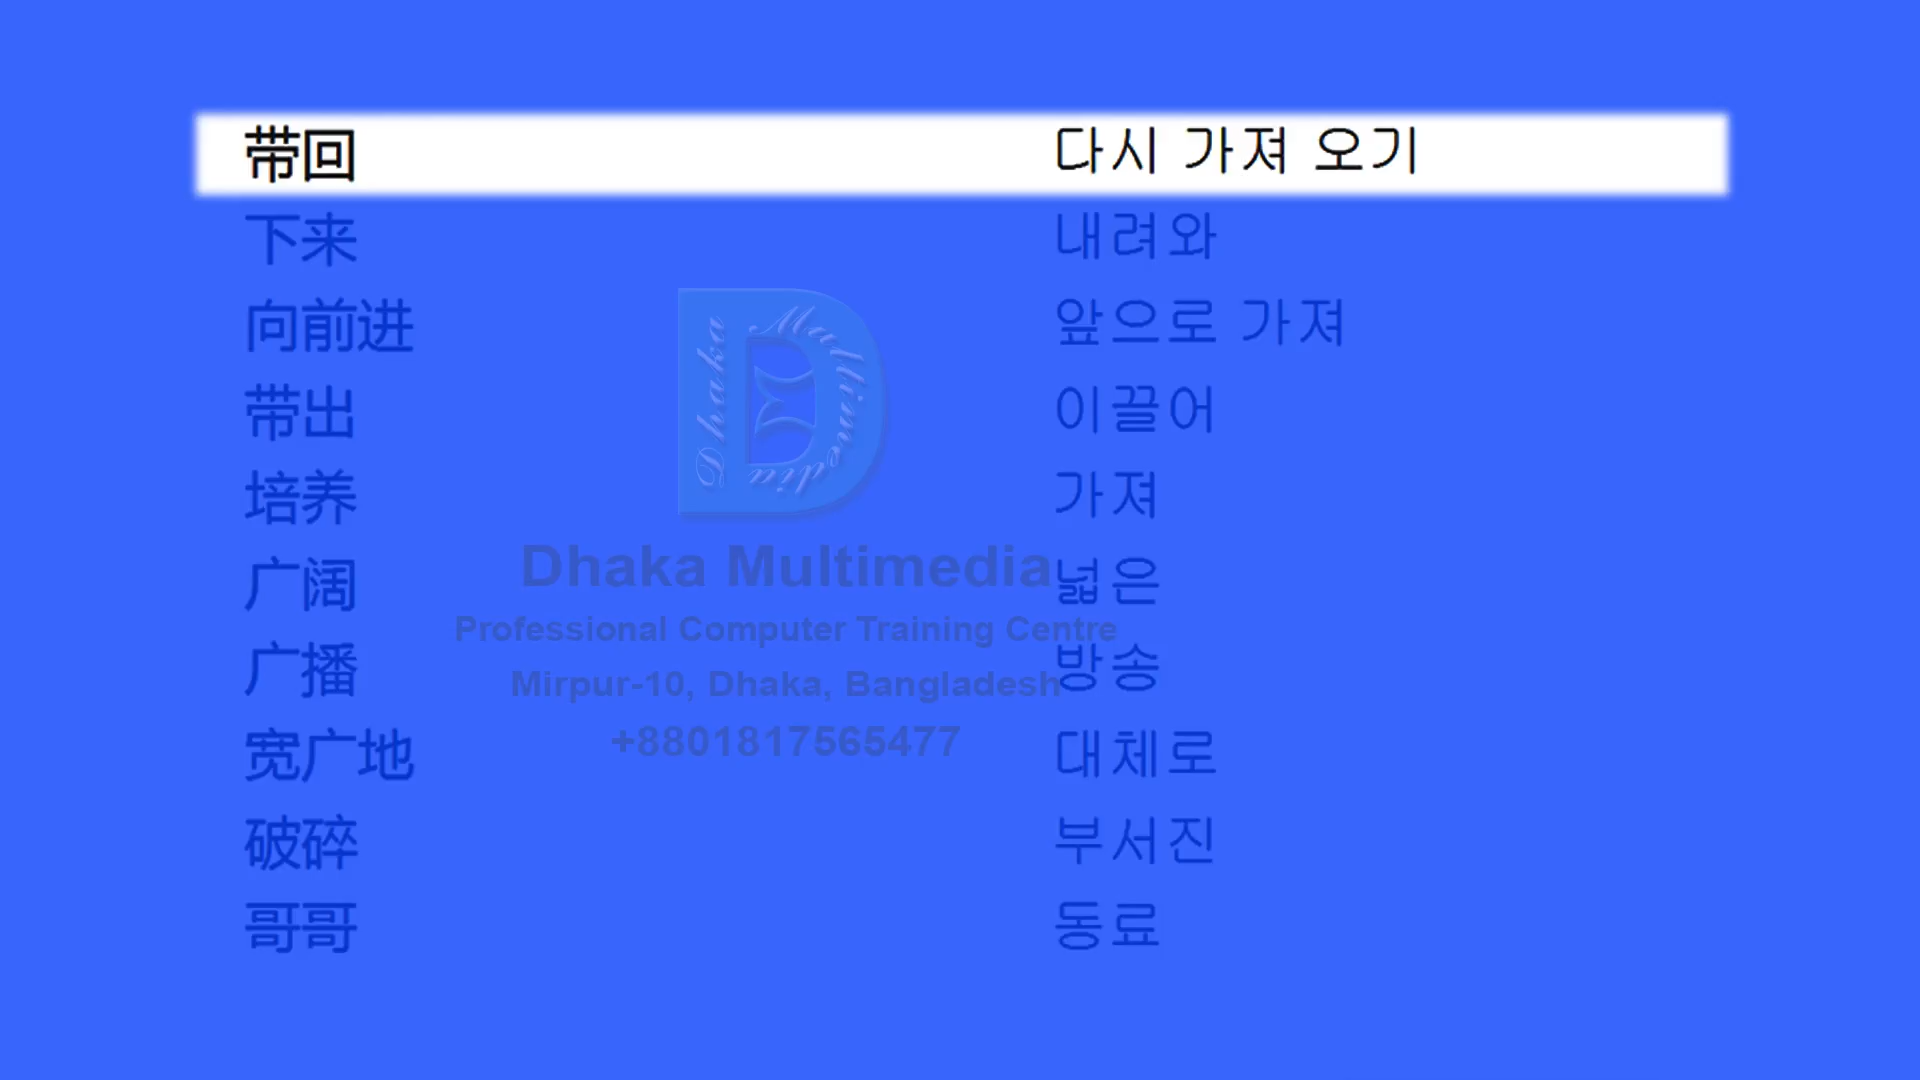 带回 다시 가져 오기
下来 내려와
向前进 앞으로 가져
带出 이끌어
培养 가져
广阔 넓은
广播 방송
宽广地 대체로
破碎 부서진
哥哥 동료
Dhaka Multimedia
Dhaka Multimedia
Professional Computer Training Centre
Mirpur-10, Dhaka, Bangladesh
+8801817565477